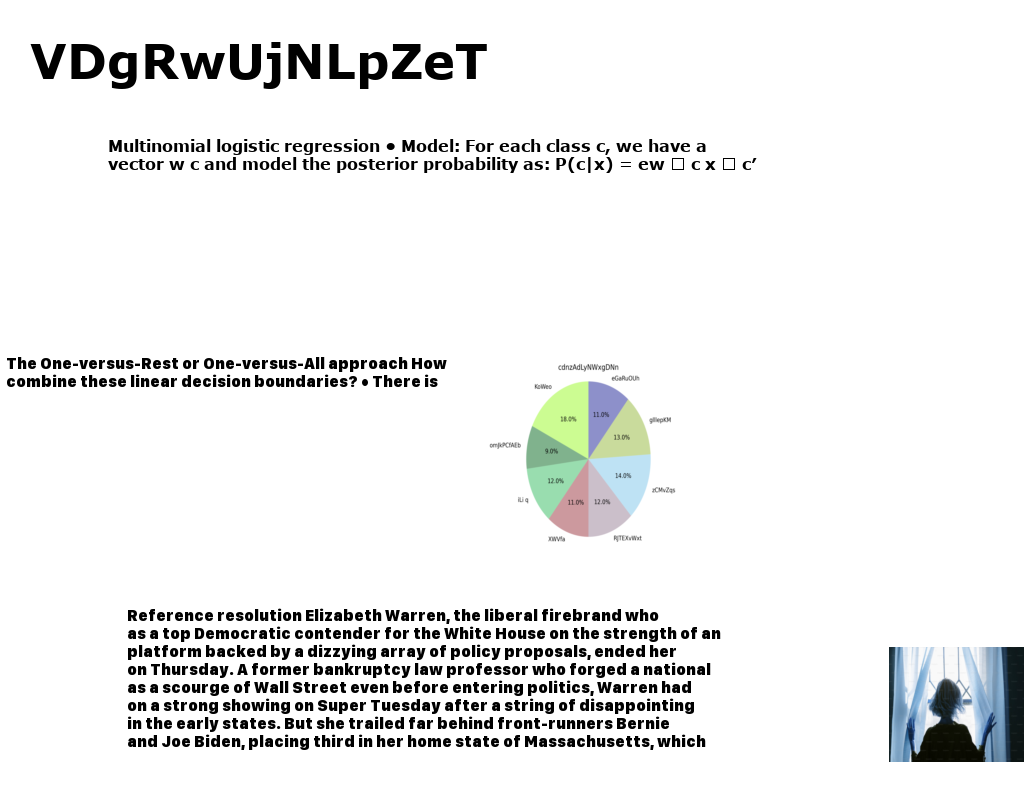 VDgRwUjNLpZeT
Multinomial logistic regression • Model: For each class c, we have a
vector w c and model the posterior probability as: P(c|x) = ew □ c x □ c′
The One-versus-Rest or One-versus-All approach How
combine these linear decision boundaries? • There is
cdnzAdLyNWxgDNn
eGaRuOUh
KoWeo
11.0%
18.0%
gIllepKM
13.0%
omJkPCfAEb
9.0%
14.0%
12.0%
zCMvZqs
ILi q
11.0%
12.0%
XWVfa
RJTEXvWxt
Reference resolution Elizabeth Warren, the liberal firebrand who
as a top Democratic contender for the White House on the strength of an
platform backed by a dizzying array of policy proposals, ended her
on Thursday. A former bankruptcy law professor who forged a national
as a scourge of Wall Street even before entering politics, Warren had
on a strong showing on Super Tuesday after a string of disappointing
in the early states. But she trailed far behind front-runners Bernie
and Joe Biden, placing third in her home state of Massachusetts, which